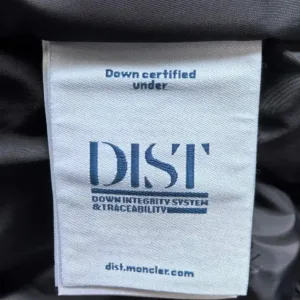 Down certified
under
DIST
DOWN INTEGRITY SYSTEM
& TRACEABILITY
dist.moncler.com